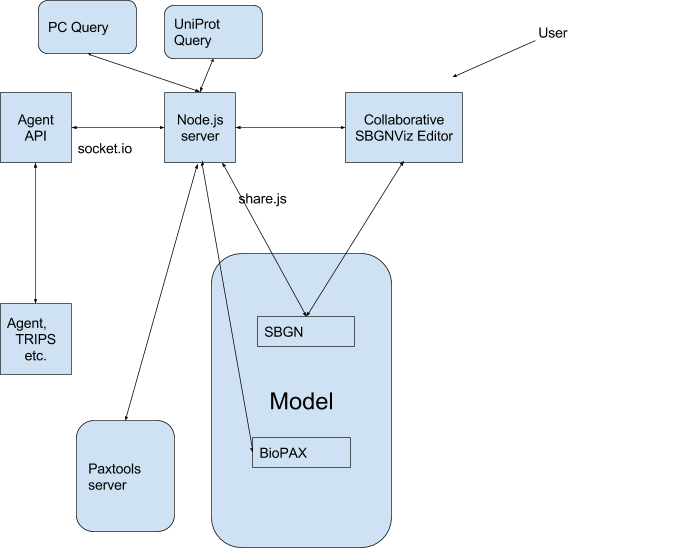 PC Query
UniProt
Query
User
Agent
API
Node.js
server
Collaborative
SBGNViz Editor
socket.io
share.js
Agent,
TRIPS
etc.
SBGN
Model
BioPAX
Paxtools
server